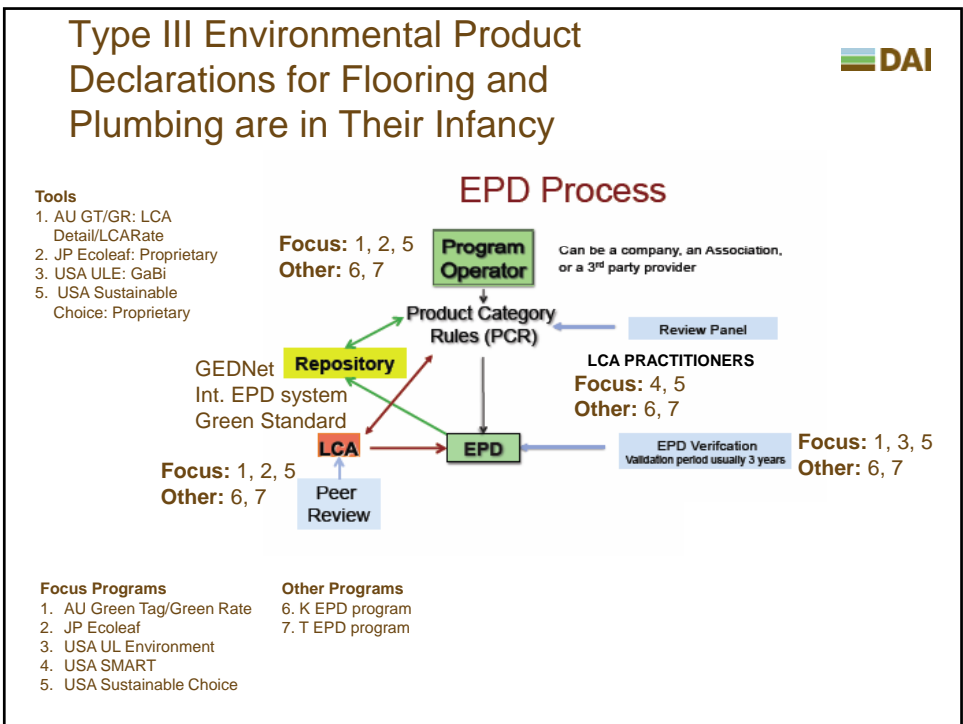 Type III Environmental Product
Declarations for Flooring and
Plumbing are in Their Infancy
DAI
EPD Process
Tools
1. AU GT/GR: LCA
Detail/LCARate
2. JP Ecoleaf: Proprietary
3. USA ULE: GaBi
5. USA Sustainable
Choice: Proprietary
Focus: 1, 2, 5
Other: 6, 7
Program
Operator
Can be a company, an Association,
or a 3rd party provider
Product Category
Rules (PCR)
Review Panel
LCA PRACTITIONERS
Focus: 4, 5
Other: 6, 7
GEDNet
Int. EPD system
Green Standard
Repository
LCA
EPD
EPD Verifcation
Validation period usually 3 years
Focus: 1, 3, 5
Other: 6, 7
Focus: 1, 2, 5
Other: 6, 7
Peer
Review
Focus Programs
1. AU Green Tag/Green Rate
2. JP Ecoleaf
3. USA UL Environment
4. USA SMART
5. USA Sustainable Choice
Other Programs
6. K EPD program
7. T EPD program